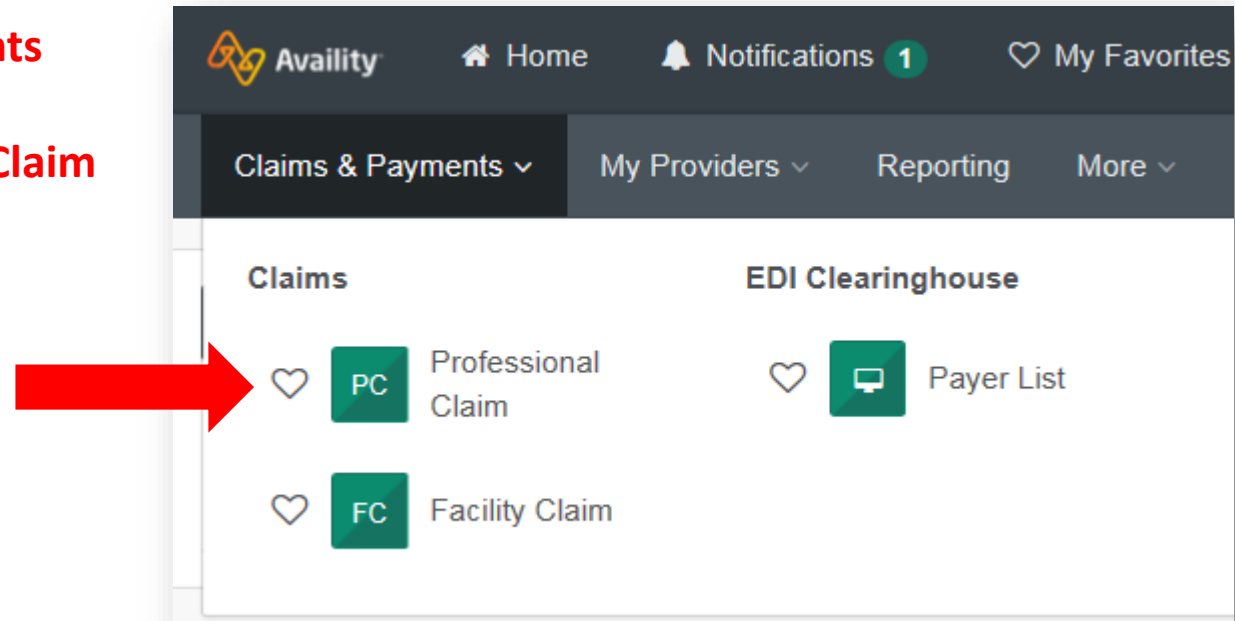 nts
Claim
Availity Home Notifications 1 My Favorites
Claims & Payments My Providers Reporting More
Claims EDI Clearinghouse
PC Professional Claim Payer List
FC Facility Claim